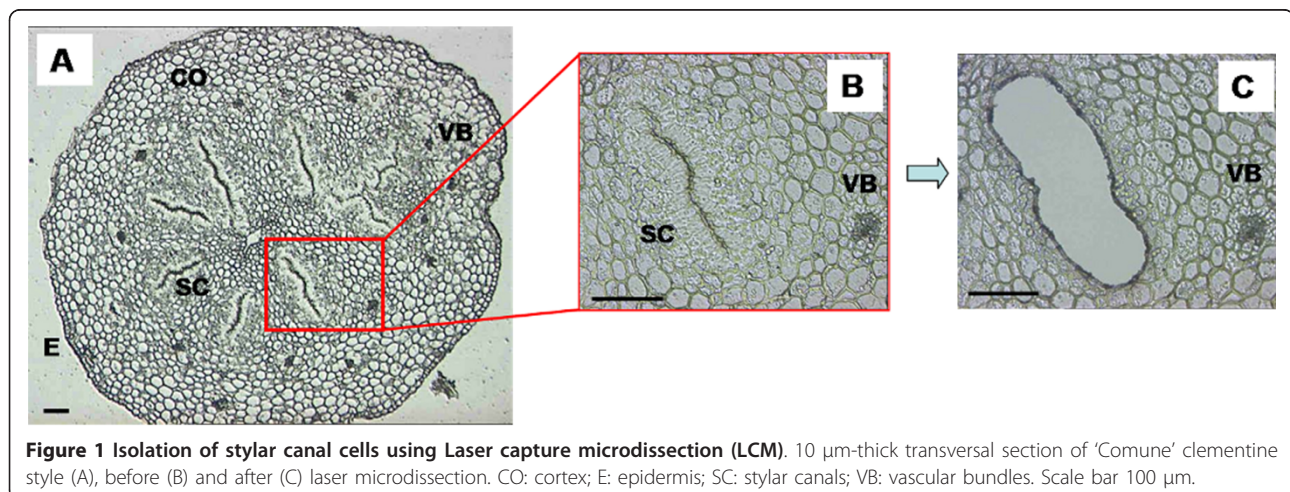 A
CO
VB
SC
E
B
VB
SC
C
VB
Figure 1 Isolation of stylar canal cells using Laser capture microdissection (LCM). 10 μm-thick transversal section of ‘Comune’ clementine
style (A), before (B) and after (C) laser microdissection. CO: cortex; E: epidermis; SC: stylar canals; VB: vascular bundles. Scale bar 100 μm.